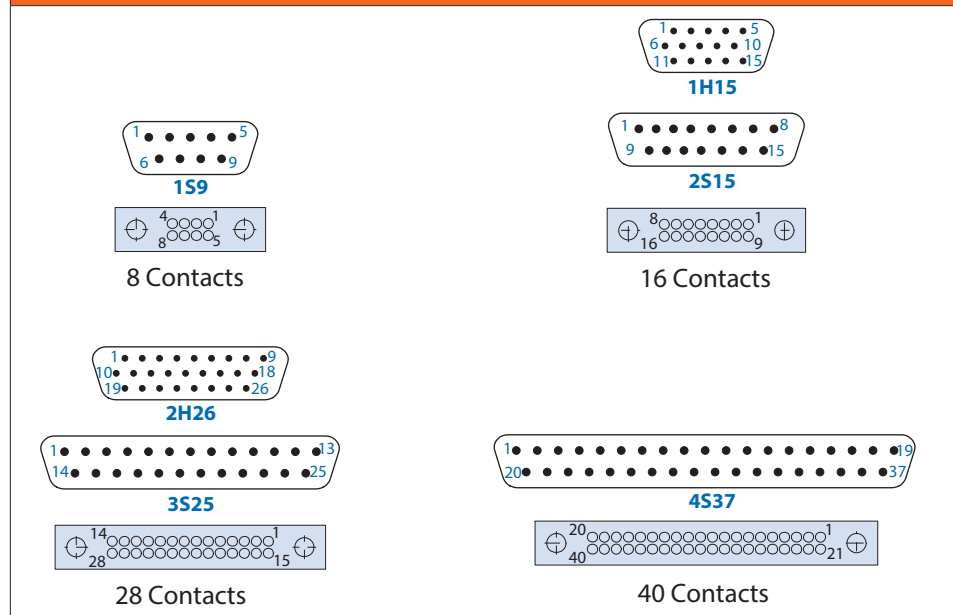 1 5
6 10
11 15
1H15
1 5
6 9
1S9
4 1
8 5
8 Contacts
1 8
9 15
2S15
8 1
16 9
16 Contacts
1 9
10 18
19 26
2H26
1 13
14 25
3S25
14 1
28 15
28 Contacts
1 19
20 37
4S37
20 1
40 21
40 Contacts